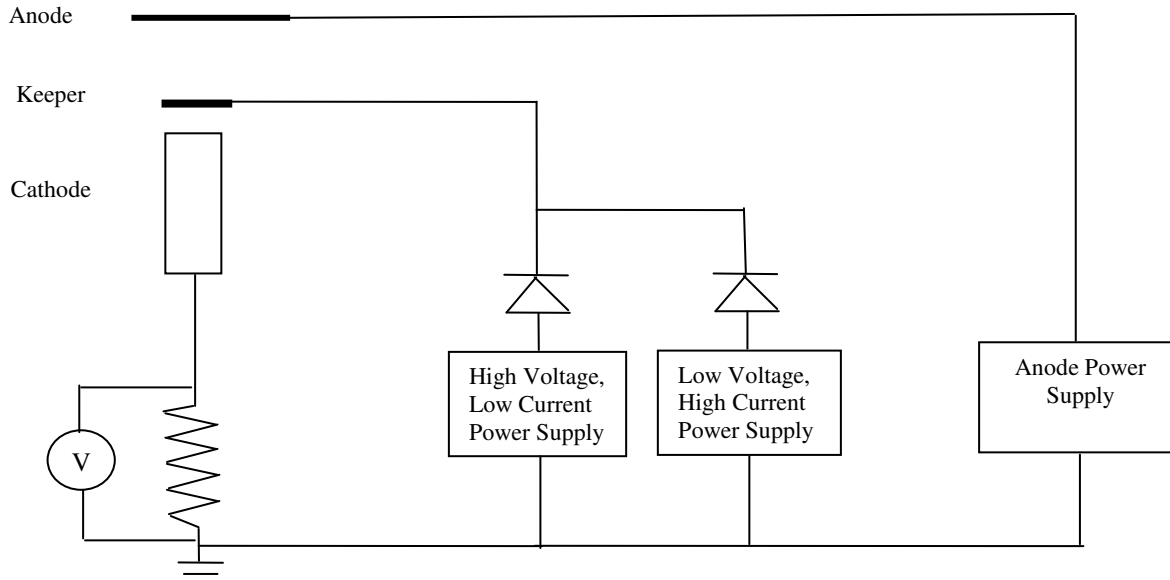 Anode
Keeper
Cathode
High Voltage,
Low Current
Power Supply
Low Voltage,
High Current
Power Supply
Anode Power
Supply
V